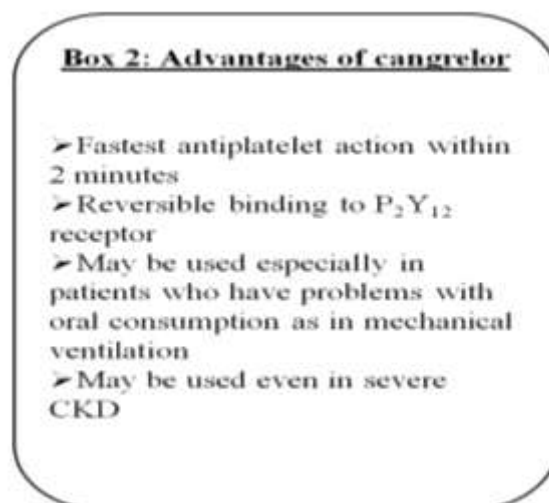 Box 2: Advantages of cangrelor
➤Fastest antiplatelet action within
2 minutes
➤Reversible binding to P₂Y₁₂
receptor
➤May be used especially in
patients who have problems with
oral consumption as in mechanical
ventilation
➤May be used even in severe
CKD